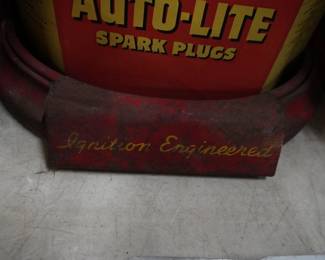 AUTO-LITE
SPARK PLUGS
Ignition Engineered